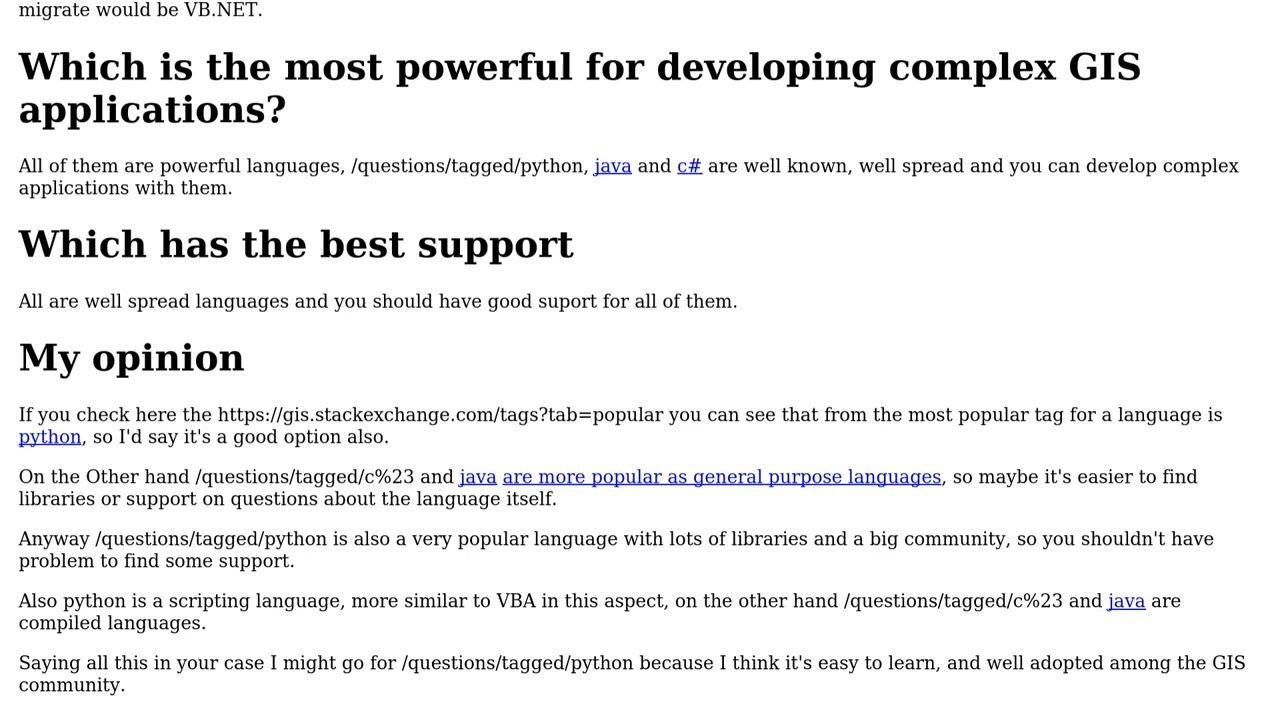 migrate would be VB.NET.
Which is the most powerful for developing complex GIS
applications?
All of them are powerful languages, /questions/tagged/python, java and c# are well known, well spread and you can develop complex
applications with them.
Which has the best support
All are well spread languages and you should have good suport for all of them.
My opinion
If you check here the https://gis.stackexchange.com/tags?tab=popular you can see that from the most popular tag for a language is
python, so I'd say it's a good option also.
On the Other hand /questions/tagged/c%23 and java are more popular as general purpose languages, so maybe it's easier to find
libraries or support on questions about the language itself.
Anyway /questions/tagged/python is also a very popular language with lots of libraries and a big community, so you shouldn't have
problem to find some support.
Also python is a scripting language, more similar to VBA in this aspect, on the other hand /questions/tagged/c%23 and java are
compiled languages.
Saying all this in your case I might go for /questions/tagged/python because I think it's easy to learn, and well adopted among the GIS
community.